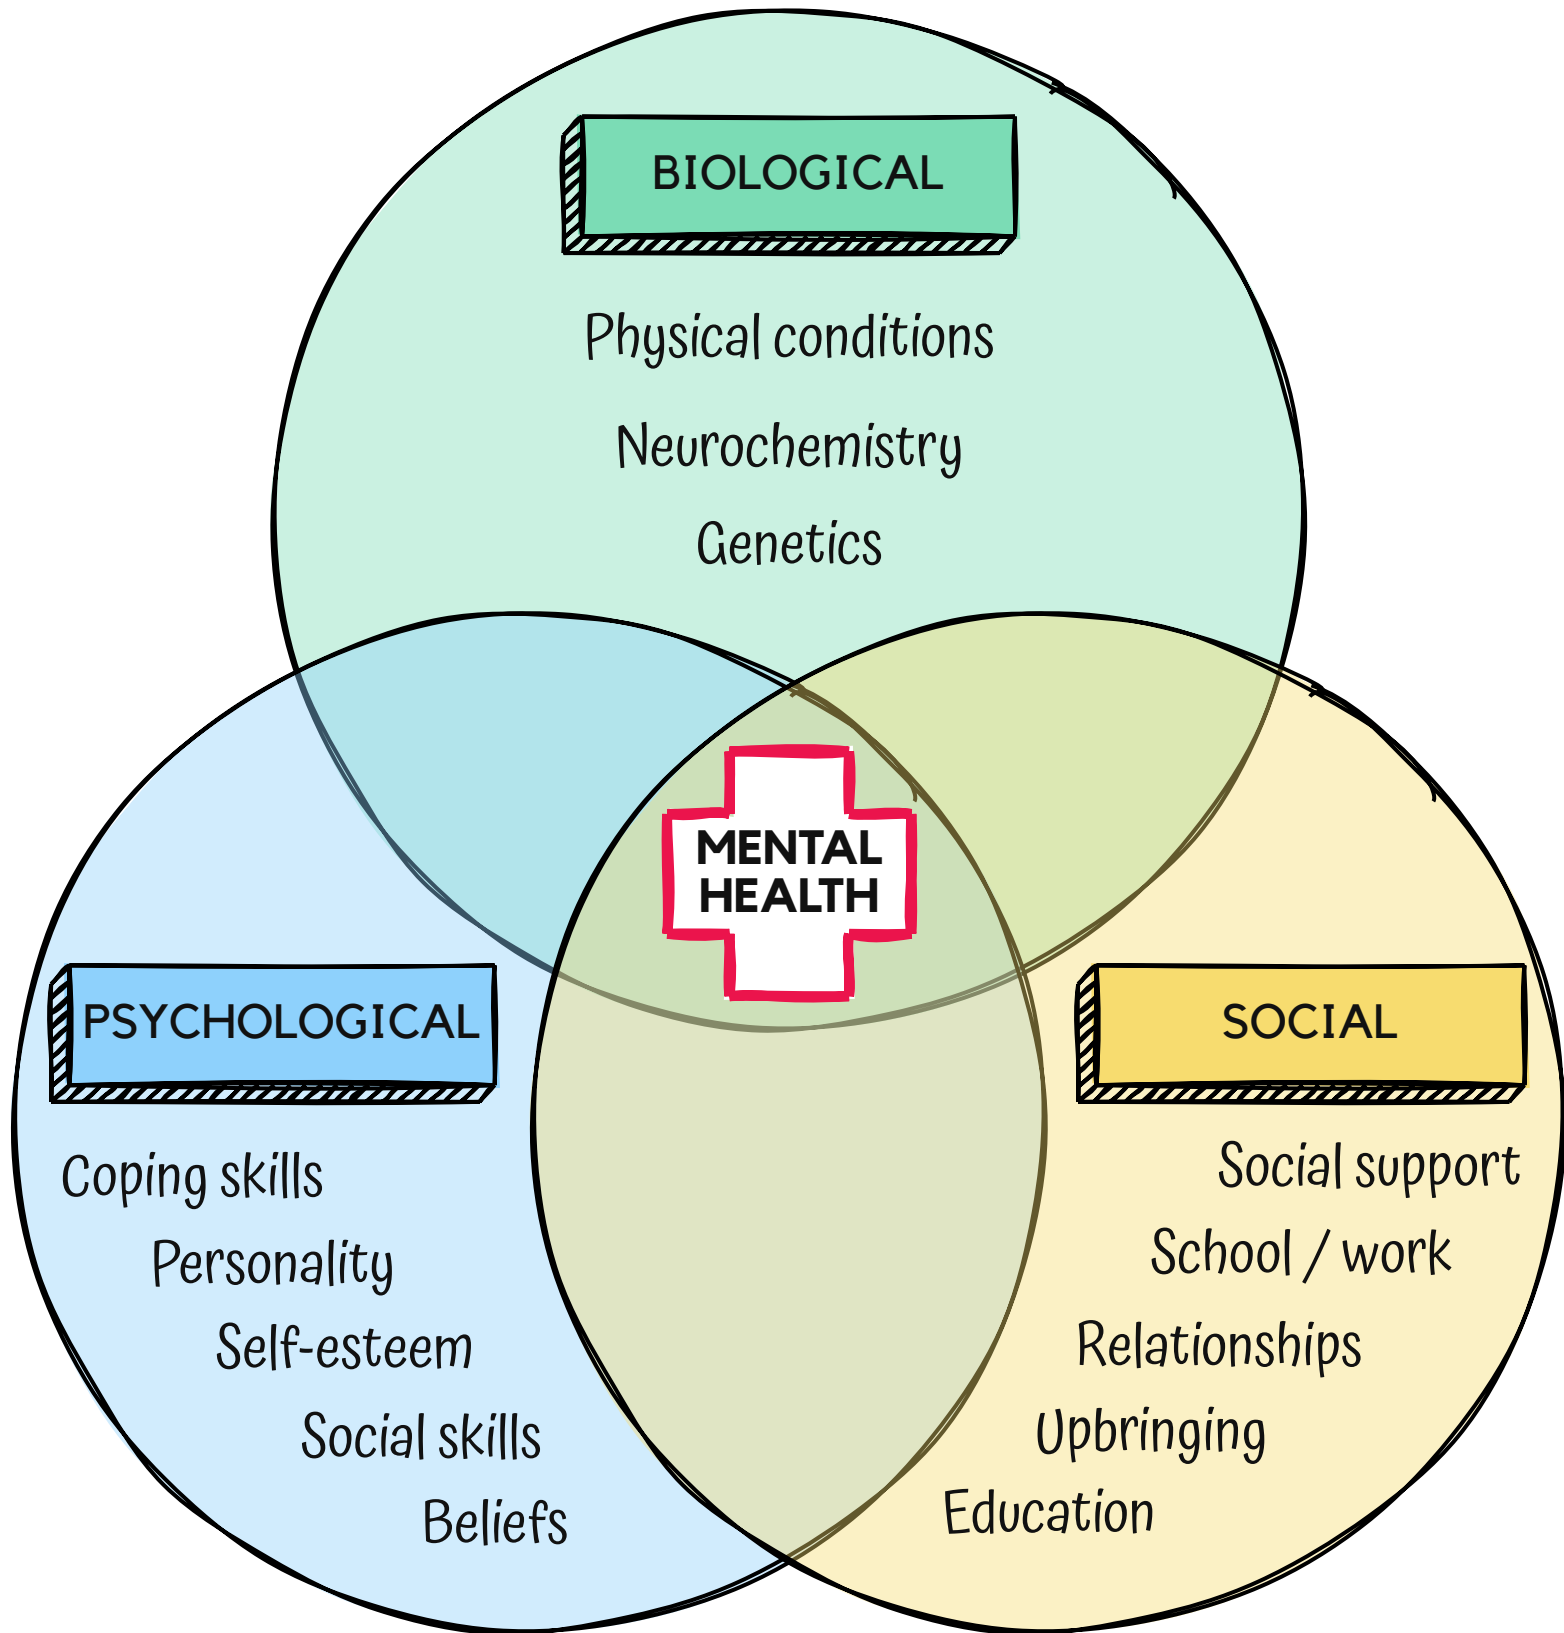 BIOLOGICAL
Physical conditions
Neurochemistry
Genetics
MENTAL
HEALTH
PSYCHOLOGICAL
Coping skills
Personality
Self-esteem
Social skills
Beliefs
SOCIAL
Social support
School / work
Relationships
Upbringing
Education